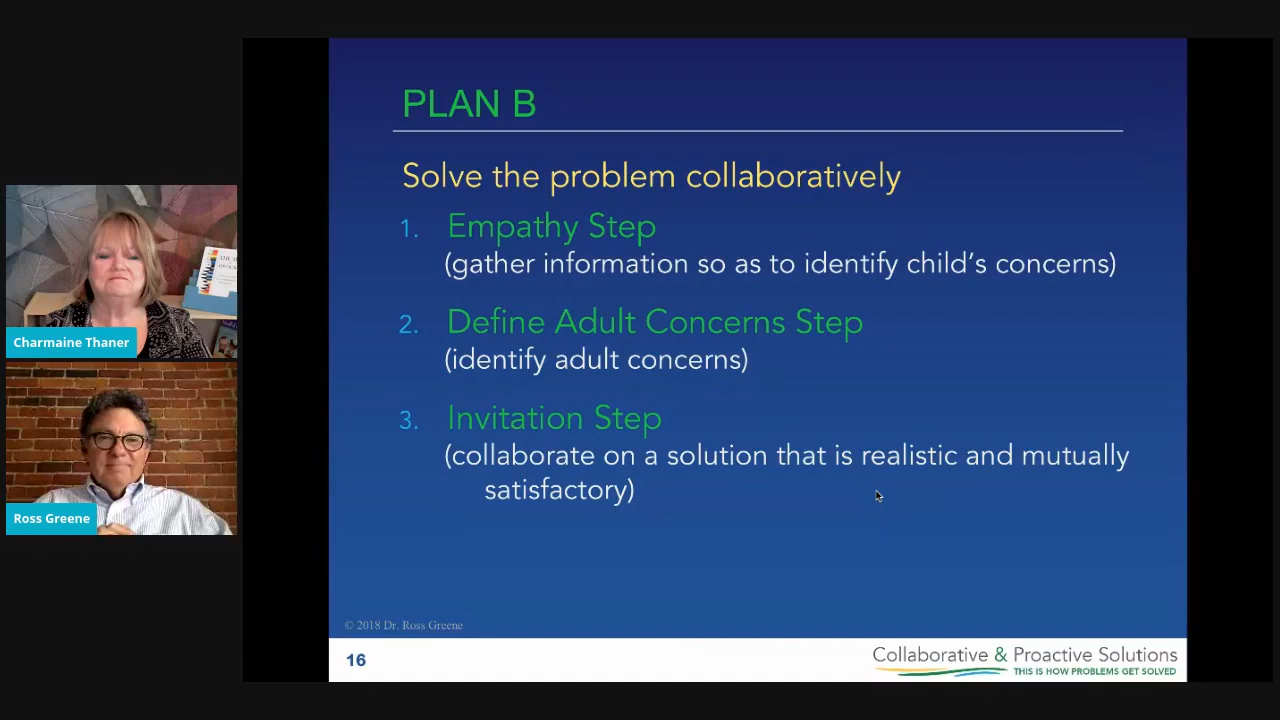 PLAN B
Solve the problem collaboratively
1. Empathy Step
(gather information so as to identify child's concerns)
2. Define Adult Concerns Step
(identify adult concerns)
3. Invitation Step
(collaborate on a solution that is realistic and mutually
satisfactory)
© 2018 Dr. Ross Greene
16
Collaborative & Proactive Solutions
THIS IS HOW PROBLEMS GET SOLVED
Charmaine Thaner
Ross Greene